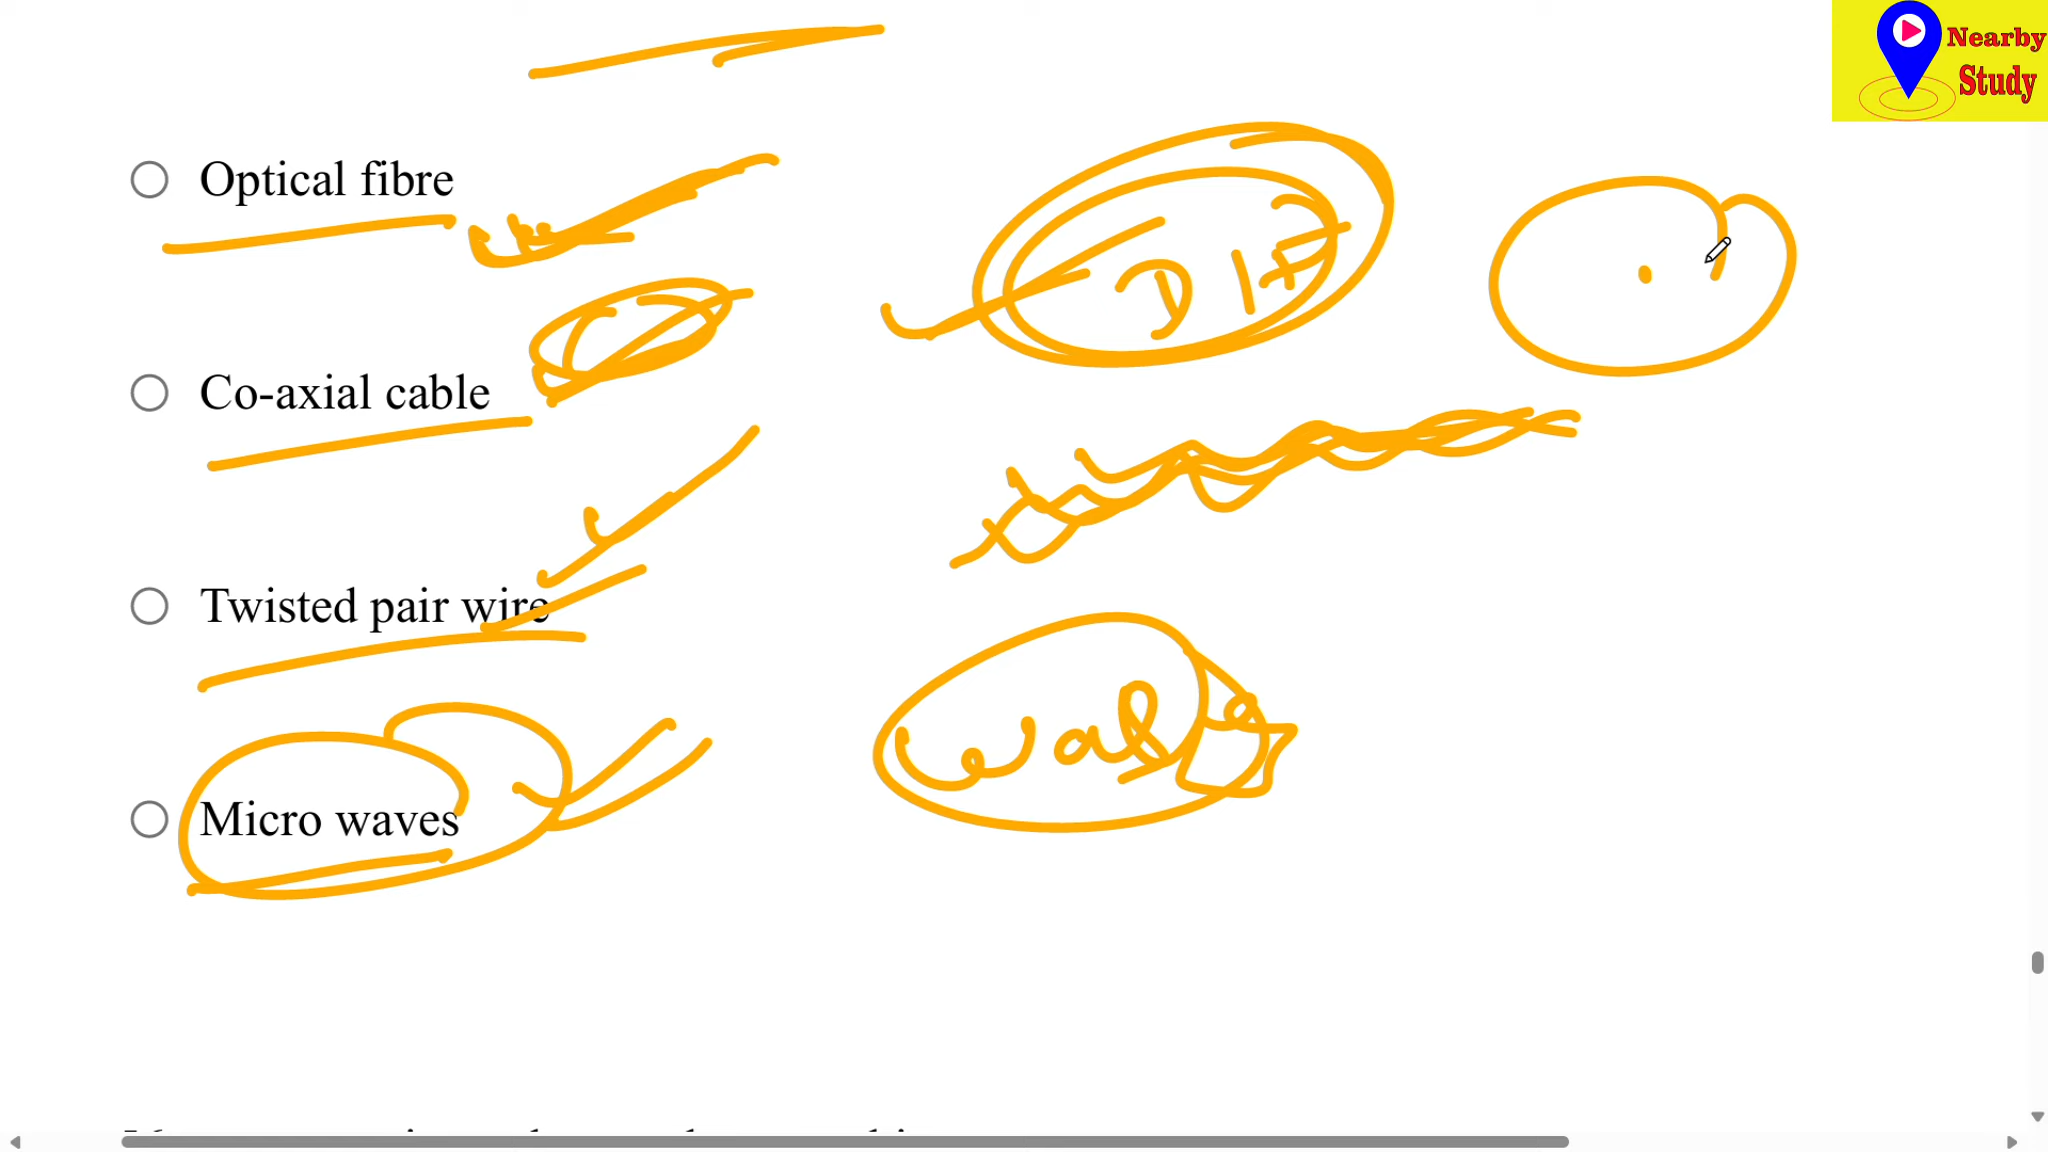 Nearby
Study
Optical fibre
Co-axial cable
Twisted pair wire
Micro waves